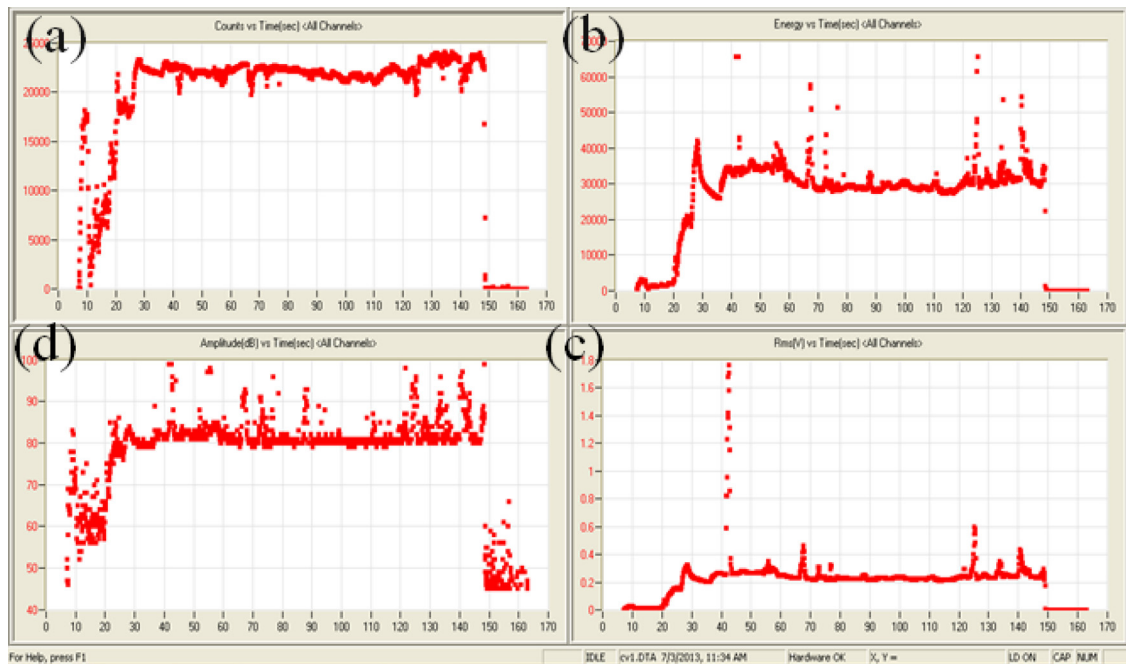 (a)
Counts vs Time(sec) <All Channels>
25000
20000
15000
10000
5000
0
0 10 20 30 40 50 60 70 80 90 100 110 120 130 140 150 160 170
(b)
Energy vs Time(sec) <All Channels>
70000
60000
50000
40000
30000
20000
10000
0
0 10 20 30 40 50 60 70 80 90 100 110 120 130 140 150 160 170
(d)
Amplitude(dB) vs Time(sec) <All Channels>
100
90
80
70
60
50
40
0 10 20 30 40 50 60 70 80 90 100 110 120 130 140 150 160 170
(c)
Rms(V) vs Time(sec) <All Channels>
1.8
1.6
1.4
1.2
1
0.8
0.6
0.4
0.2
0
0 10 20 30 40 50 60 70 80 90 100 110 120 130 140 150 160 170
For Help, press F1
IDLE cv1.DTA 7/3/2013, 11:34 AM Hardware OK X, Y = LD ON CAP NUM